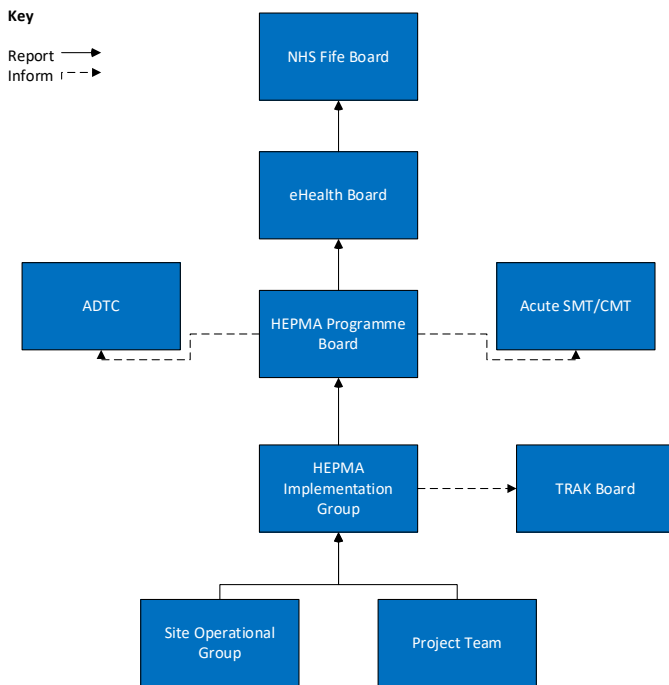 Key
Report
Inform
NHS Fife Board
eHealth Board
ADTC
HEPMA Programme
Board
Acute SMT/CMT
HEPMA
Implementation
Group
TRAK Board
Site Operational
Group
Project Team